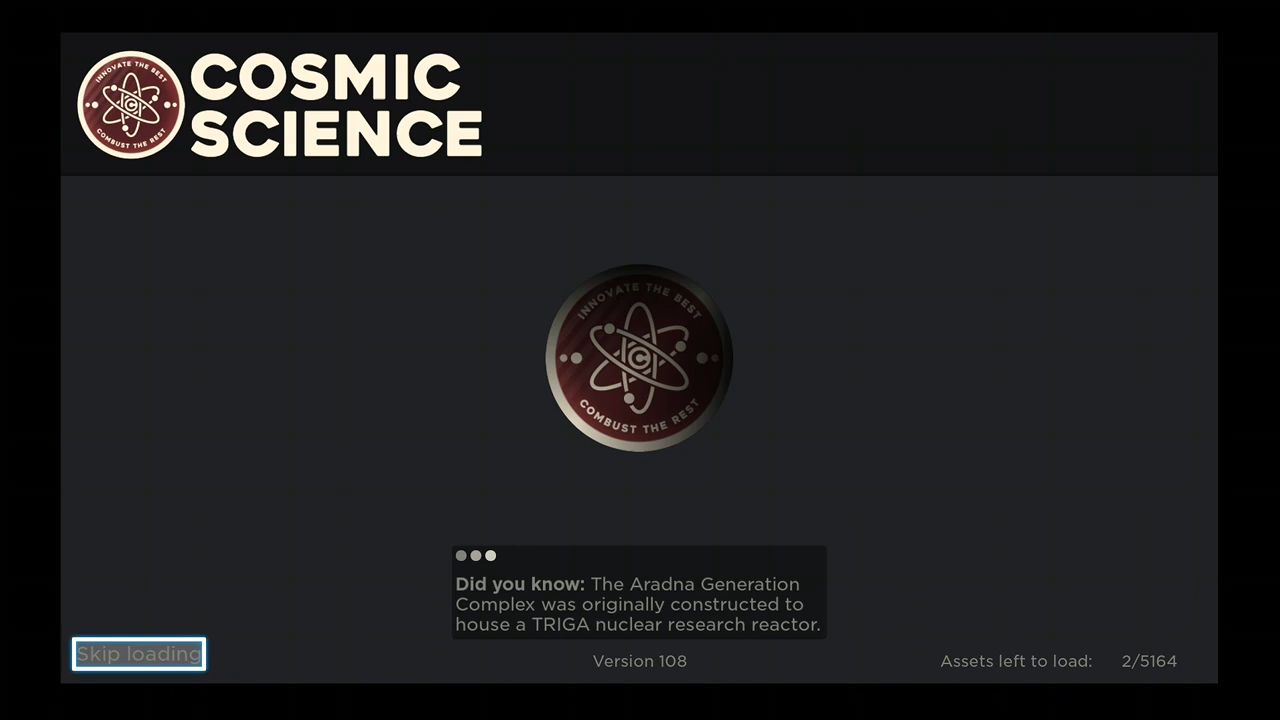 INNOVATE THE BEST
COMBUST THE REST
COSMIC
SCIENCE
INNOVATE THE BEST
C
COMBUST THE REST
Did you know: The Aradna Generation
Complex was originally constructed to
house a TRIGA nuclear research reactor.
Skip loading
Version 108
Assets left to load: 2/5164